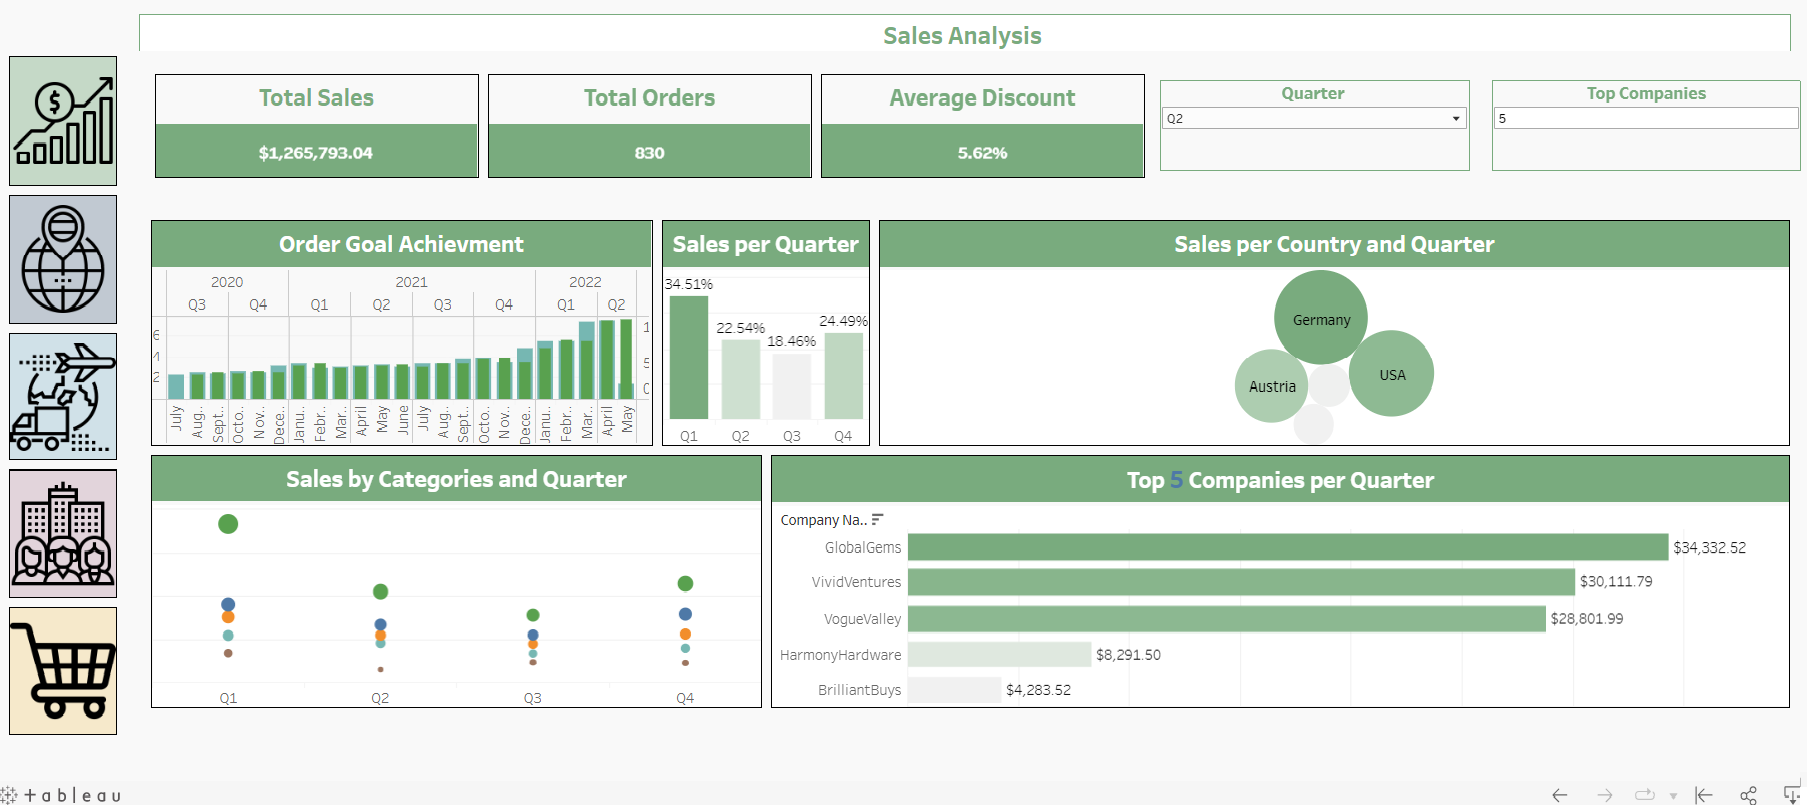 Sales Analysis
Total Sales
$1,265,793.04
Total Orders
830
Average Discount
5.62%
Quarter
Q2
Top Companies
5
Order Goal Achievment
2020 2021 2022
Q3 Q4 Q1 Q2 Q3 Q4 Q1 Q2
6
4
2
1
5
0
July Aug.. Sept.. Octo.. Nov.. Dece.. Janu.. Febr.. Mar.. April May June July Aug.. Sept.. Octo.. Nov.. Dece.. Janu.. Febr.. Mar.. April May
Sales per Quarter
34.51%
22.54%
18.46%
24.49%
Q1 Q2 Q3 Q4
Sales per Country and Quarter
Germany
USA
Austria
Sales by Categories and Quarter
Q1 Q2 Q3 Q4
Top 5 Companies per Quarter
Company Na..
GlobalGems $34,332.52
VividVentures $30,111.79
VogueValley $28,801.99
HarmonyHardware $8,291.50
BrilliantBuys $4,283.52
+ableau